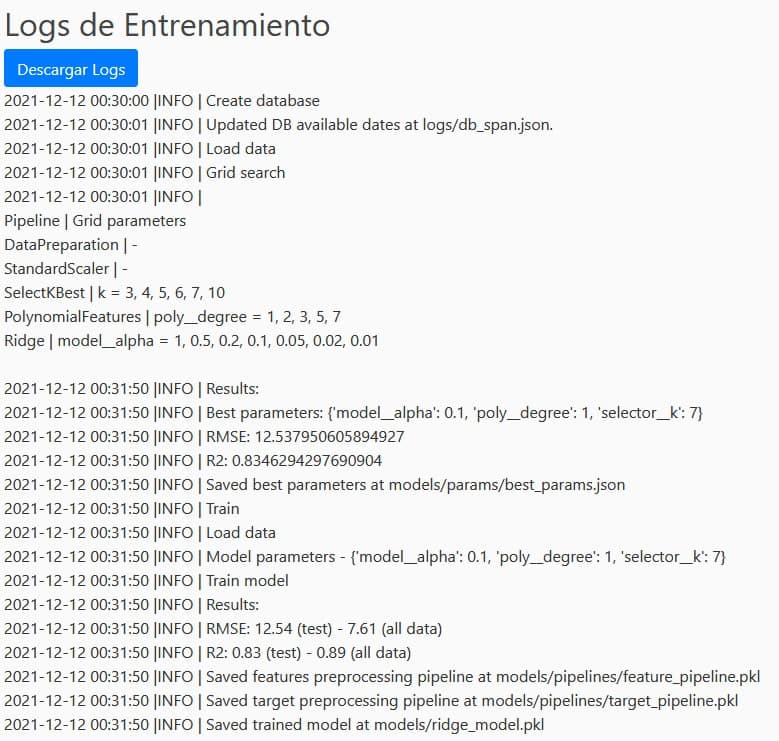 Logs de Entrenamiento
Descargar Logs
2021-12-12 00:30:00 |INFO | Create database
2021-12-12 00:30:01 |INFO | Updated DB available dates at logs/db_span.json.
2021-12-12 00:30:01 |INFO | Load data
2021-12-12 00:30:01 |INFO | Grid search
2021-12-12 00:30:01 |INFO |
Pipeline | Grid parameters
DataPreparation | -
StandardScaler | -
SelectKBest | k = 3, 4, 5, 6, 7, 10
PolynomialFeatures | poly__degree = 1, 2, 3, 5, 7
Ridge | model__alpha = 1, 0.5, 0.2, 0.1, 0.05, 0.02, 0.01
2021-12-12 00:31:50 |INFO | Results:
2021-12-12 00:31:50 |INFO | Best parameters: {'model__alpha': 0.1, 'poly__degree': 1, 'selector__k': 7}
2021-12-12 00:31:50 |INFO | RMSE: 12.537950605894927
2021-12-12 00:31:50 |INFO | R2: 0.8346294297690904
2021-12-12 00:31:50 |INFO | Saved best parameters at models/params/best_params.json
2021-12-12 00:31:50 |INFO | Train
2021-12-12 00:31:50 |INFO | Load data
2021-12-12 00:31:50 |INFO | Model parameters - {'model__alpha': 0.1, 'poly__degree': 1, 'selector__k': 7}
2021-12-12 00:31:50 |INFO | Train model
2021-12-12 00:31:50 |INFO | Results:
2021-12-12 00:31:50 |INFO | RMSE: 12.54 (test) - 7.61 (all data)
2021-12-12 00:31:50 |INFO | R2: 0.83 (test) - 0.89 (all data)
2021-12-12 00:31:50 |INFO | Saved features preprocessing pipeline at models/pipelines/feature_pipeline.pkl
2021-12-12 00:31:50 |INFO | Saved target preprocessing pipeline at models/pipelines/target_pipeline.pkl
2021-12-12 00:31:50 |INFO | Saved trained model at models/ridge_model.pkl